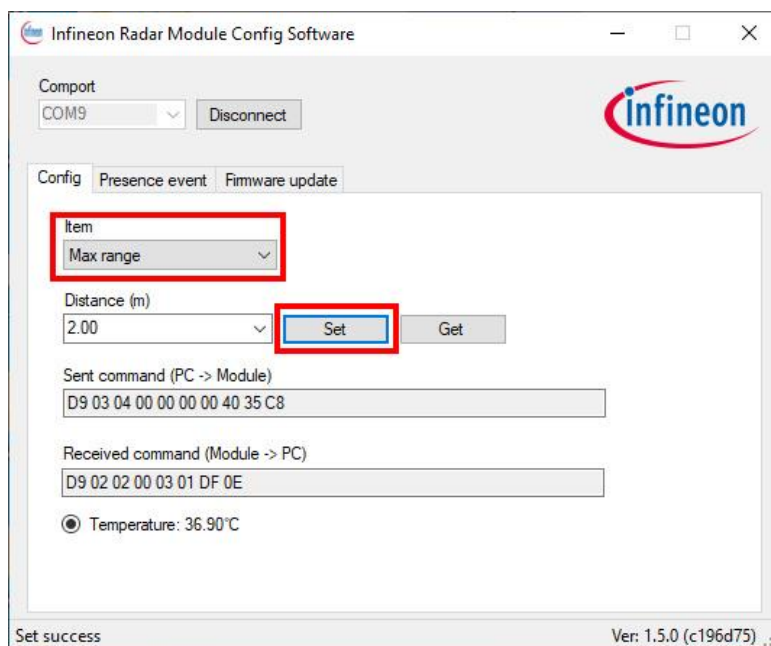 Infineon Radar Module Config Software
Comport
COM9
Disconnect
infineon
Config
Presence event
Firmware update
Item
Max range
Distance (m)
2.00
Set
Get
Sent command (PC -> Module)
D9 03 04 00 00 00 00 40 35 C8
Received command (Module -> PC)
D9 02 02 00 03 01 DF 0E
Temperature: 36.90°C
Set success
Ver: 1.5.0 (c196d75)